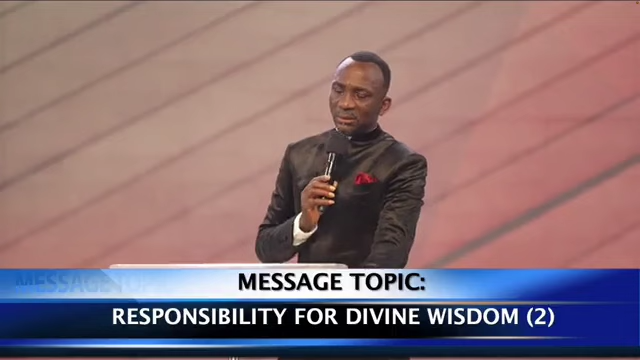 MESSAGE TOPIC:
RESPONSIBILITY FOR DIVINE WISDOM (2)